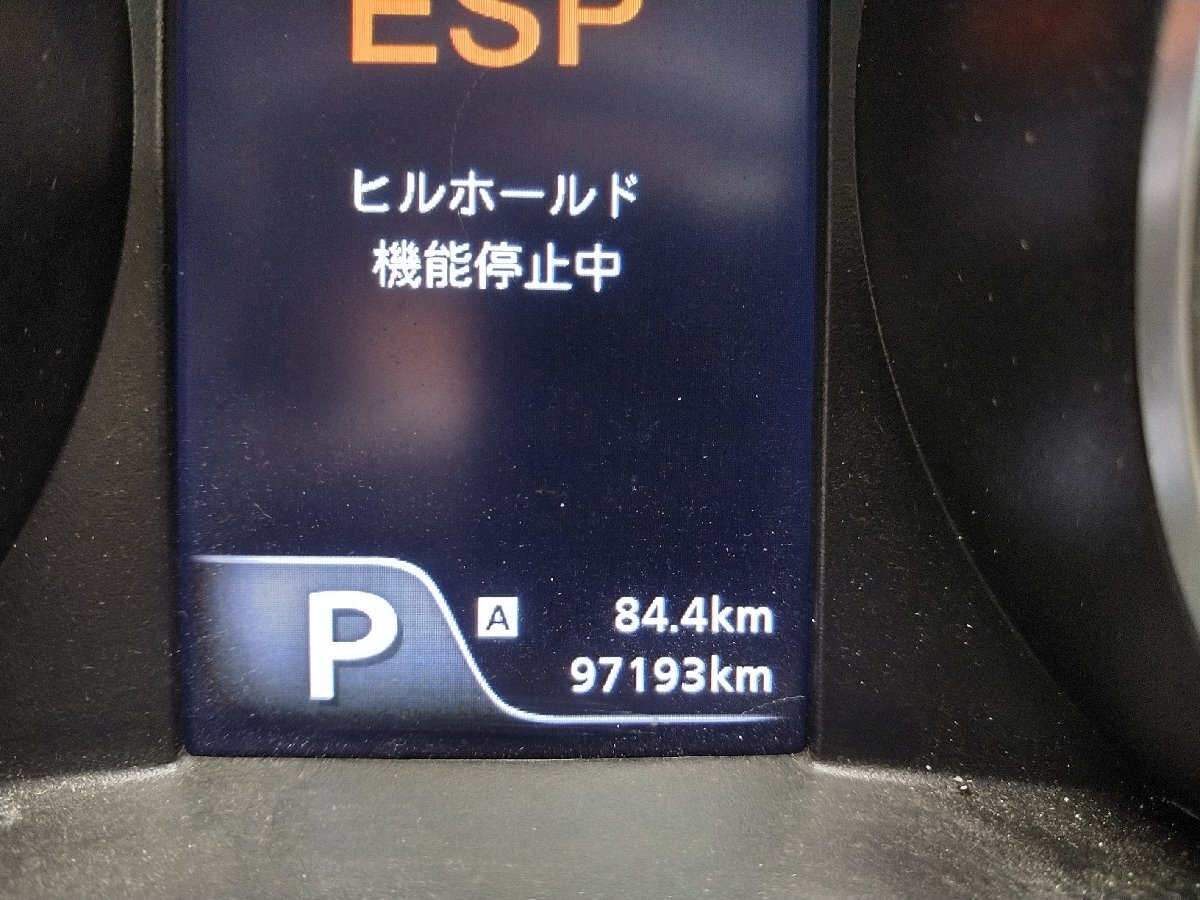 ESP
ヒルホールド
機能停止中
P
A 84.4km
97193km